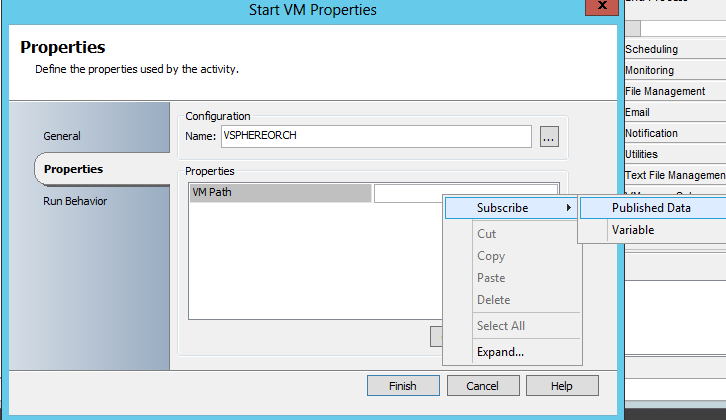 Start VM Properties
X
Properties
Define the properties used by the activity.
General
Properties
Run Behavior
Configuration
Name: VSPHEREORCH ...
Properties
VM Path
Subscribe
Cut
Copy
Paste
Delete
Select All
Expand...
Published Data
Variable
Finish Cancel Help
Scheduling
Monitoring
File Management
Email
Notification
Utilities
Text File Management